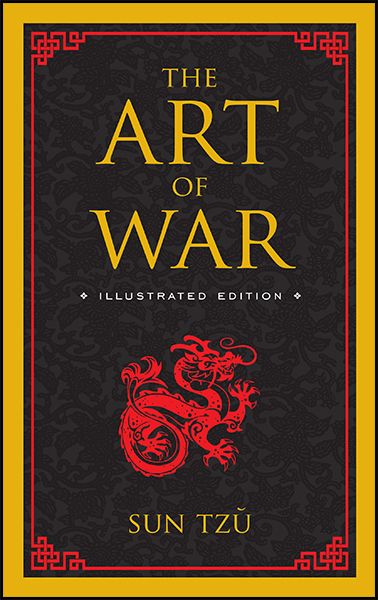 THE
ART
OF
WAR
❖ ILLUSTRATED EDITION ❖
SUN TZŬ